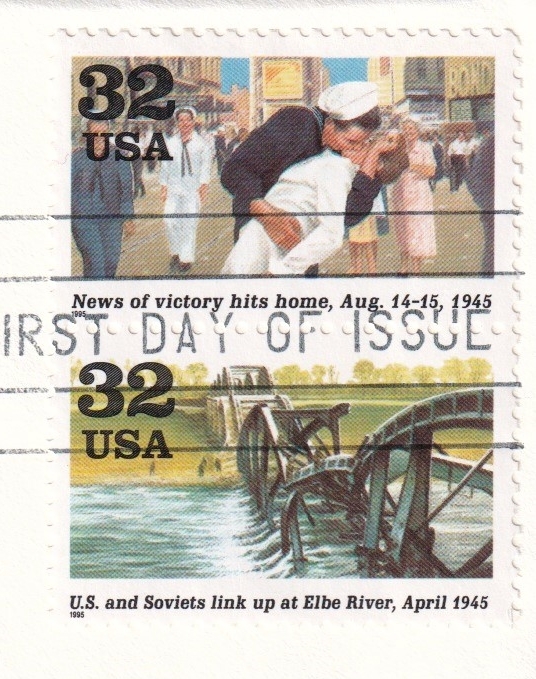 32
USA
BOND
News of victory hits home, Aug. 14-15, 1945
1995
FIRST DAY OF ISSUE
32
USA
U.S. and Soviets link up at Elbe River, April 1945
1995